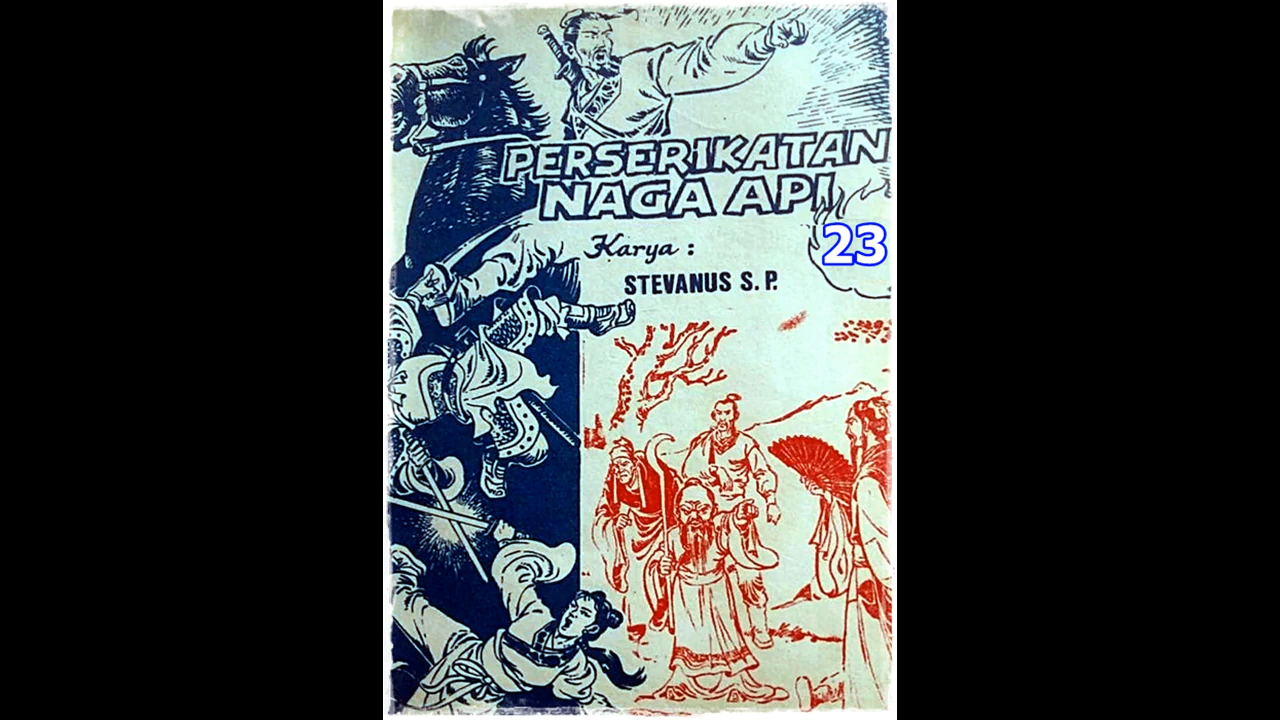 PERSERIKATAN
NAGA API
23
Karya :
STEVANUS S. P.